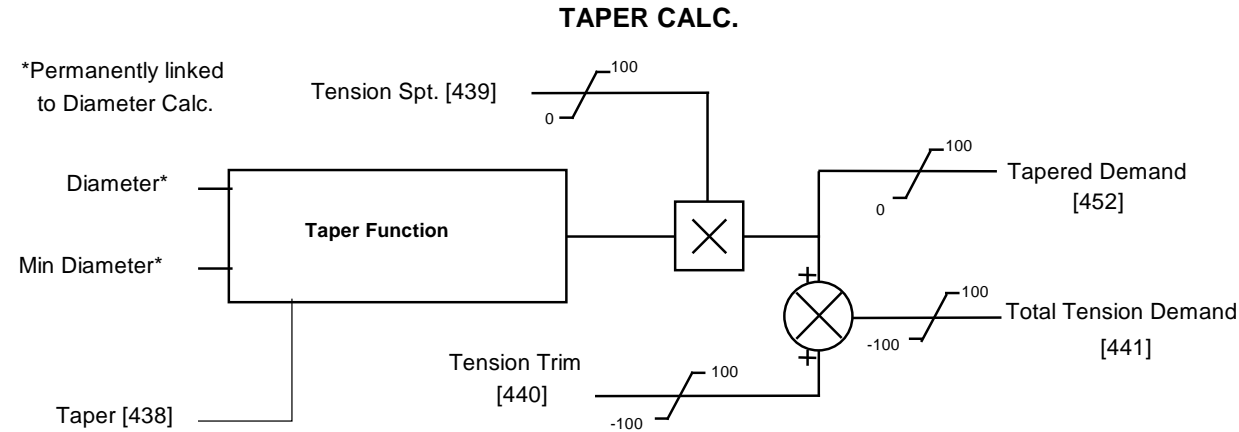 TAPER CALC.
*Permanently linked
to Diameter Calc.
Tension Spt. [439]
100
0
Diameter*
Min Diameter*
Taper Function
100
0
Tapered Demand
[452]
+
+
100
-100
Total Tension Demand
[441]
Tension Trim
[440]
100
-100
Taper [438]